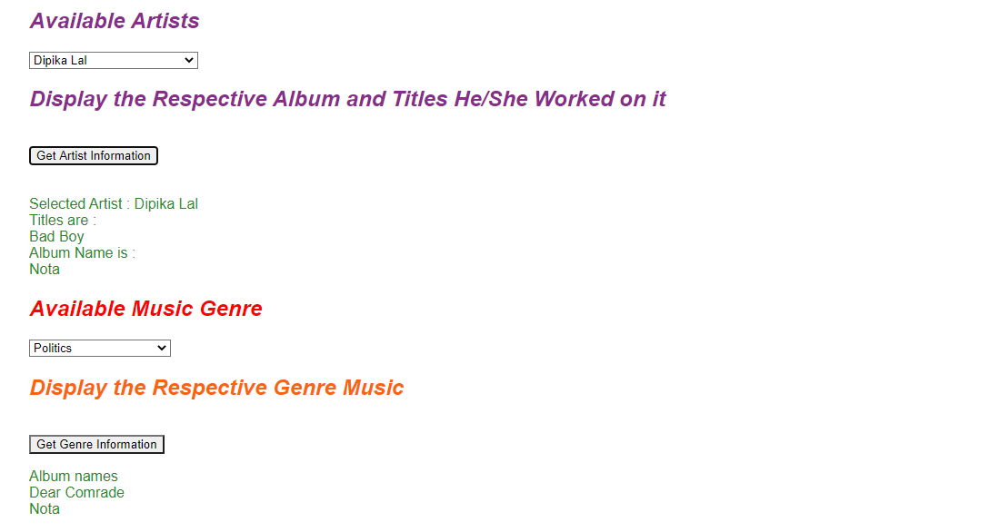 Available Artists
Dipika Lal
Display the Respective Album and Titles He/She Worked on it
Get Artist Information
Selected Artist : Dipika Lal
Titles are :
Bad Boy
Album Name is :
Nota
Available Music Genre
Politics
Display the Respective Genre Music
Get Genre Information
Album names
Dear Comrade
Nota